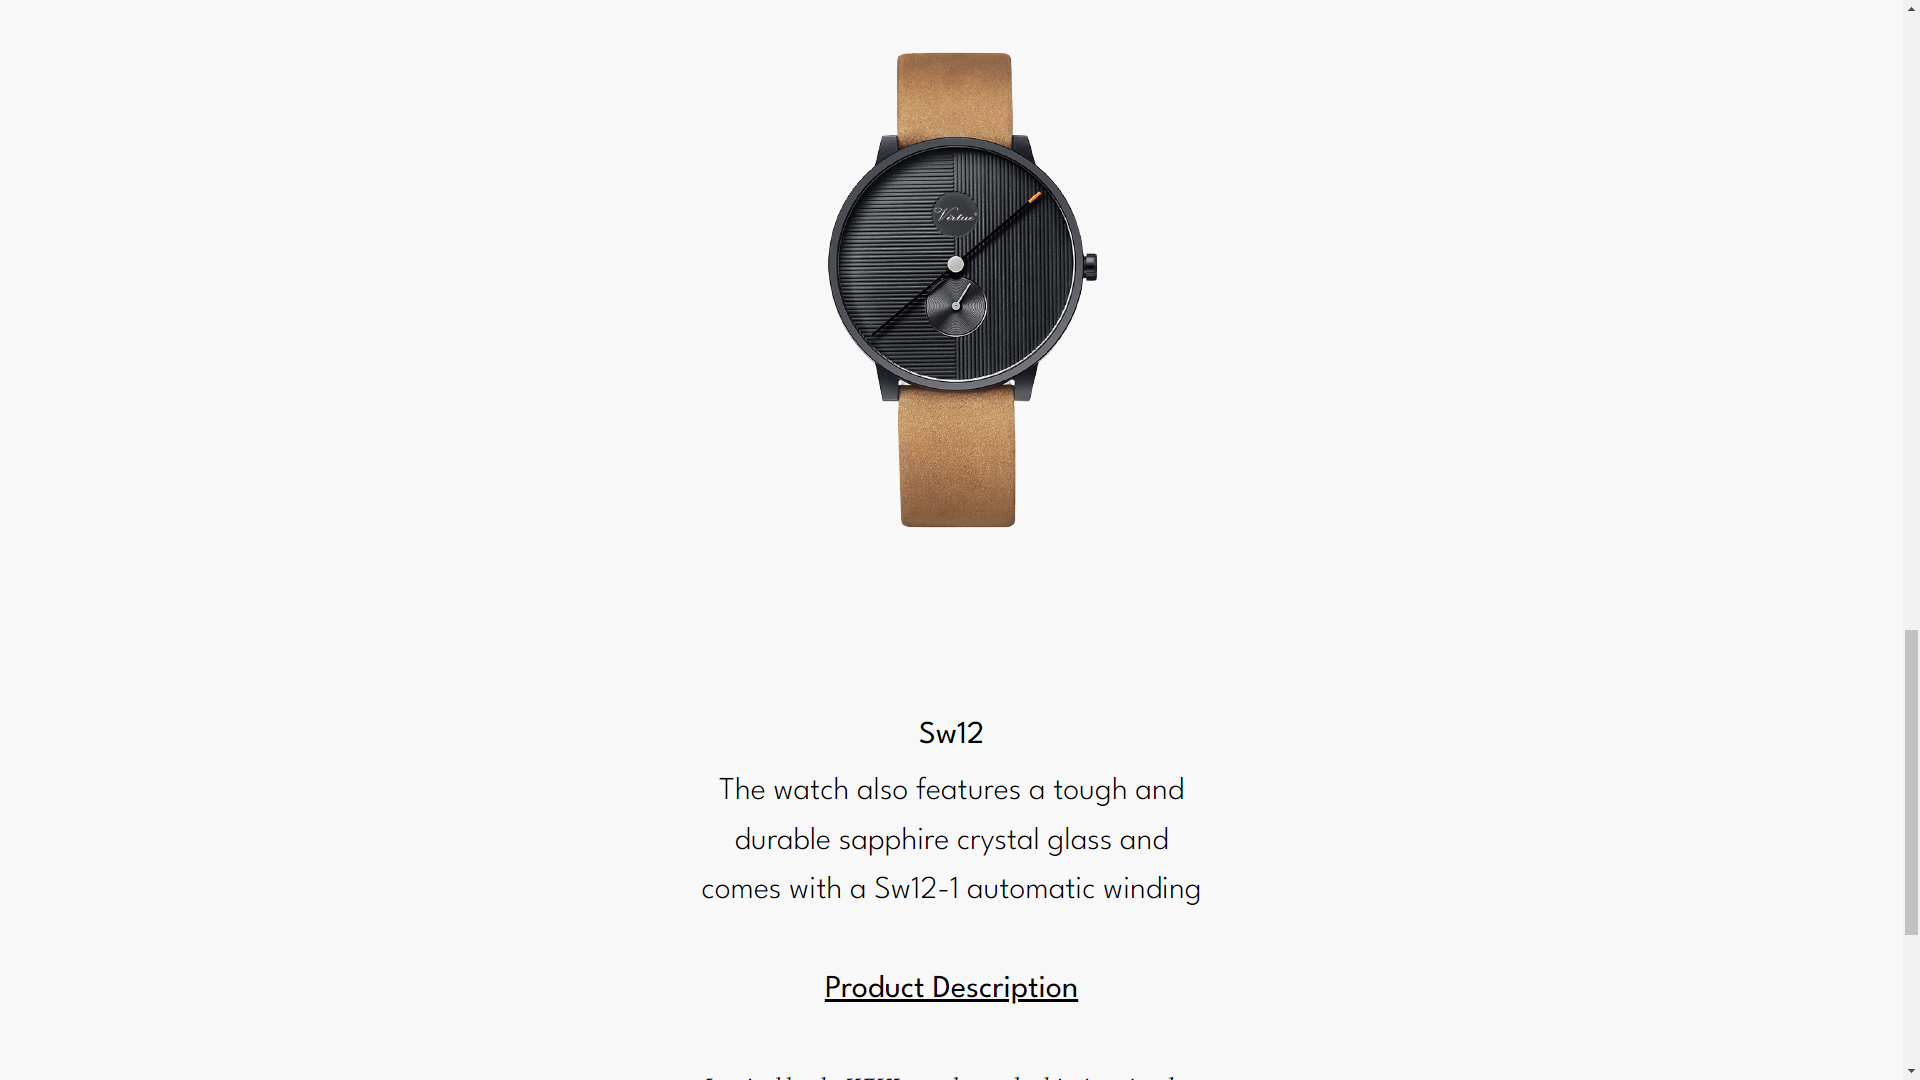 Virtue
Sw12
The watch also features a tough and
durable sapphire crystal glass and
comes with a Sw12-1 automatic winding
Product Description